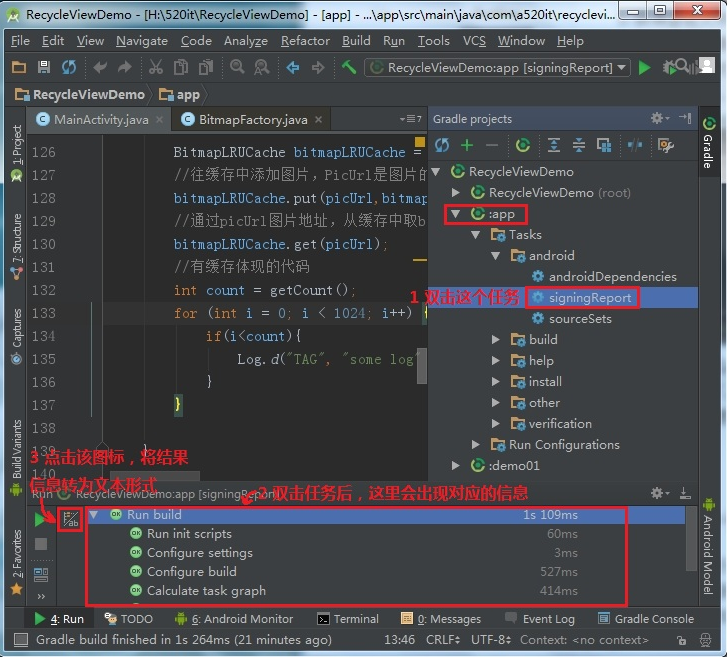 RecycleViewDemo - [H:\520it\RecycleViewDemo] - [app] - ...\app\src\main\java\com\a520it\recyclevi
File Edit View Navigate Code Analyze Refactor Build Run Tools VCS Window Help
RecycleViewDemo:app [signingReport]
RecycleViewDemo app
MainActivity.java
BitmapFactory.java
Gradle projects
1: Project
7: Structure
Captures
Build Variants
2: Favorites
126 BitmapLRUCache bitmapLRUCache =
127 //往缓存中添加图片，PicUrl是图片的
128 bitmapLRUCache.put(picUrl,bitmap
129 //通过picUrl图片地址，从缓存中取b
130 bitmapLRUCache.get(picUrl);
131 //有缓存体现的代码
132 int count = getCount();
133 for (int i = 0; i < 1024; i++) {
134 if(i<count){
135 Log.d("TAG", "some log"
136 }
137 }
138
139
140
RecycleViewDemo
RecycleViewDemo (root)
:app
Tasks
android
androidDependencies
1 双击这个任务
signingReport
sourceSets
build
help
install
other
verification
Run Configurations
:demo01
Gradle
Android Model
3 点击该图标，将结果
信息转为文本形式
Run RecycleViewDemo:app [signingReport]
2 双击任务后，这里会出现对应的信息
Run build 1s 109ms
Run init scripts 60ms
Configure settings 3ms
Configure build 527ms
Calculate task graph 414ms
4: Run TODO 6: Android Monitor Terminal 0: Messages Event Log Gradle Console
Gradle build finished in 1s 264ms (21 minutes ago) 13:46 CRLF UTF-8 Context: <no context>